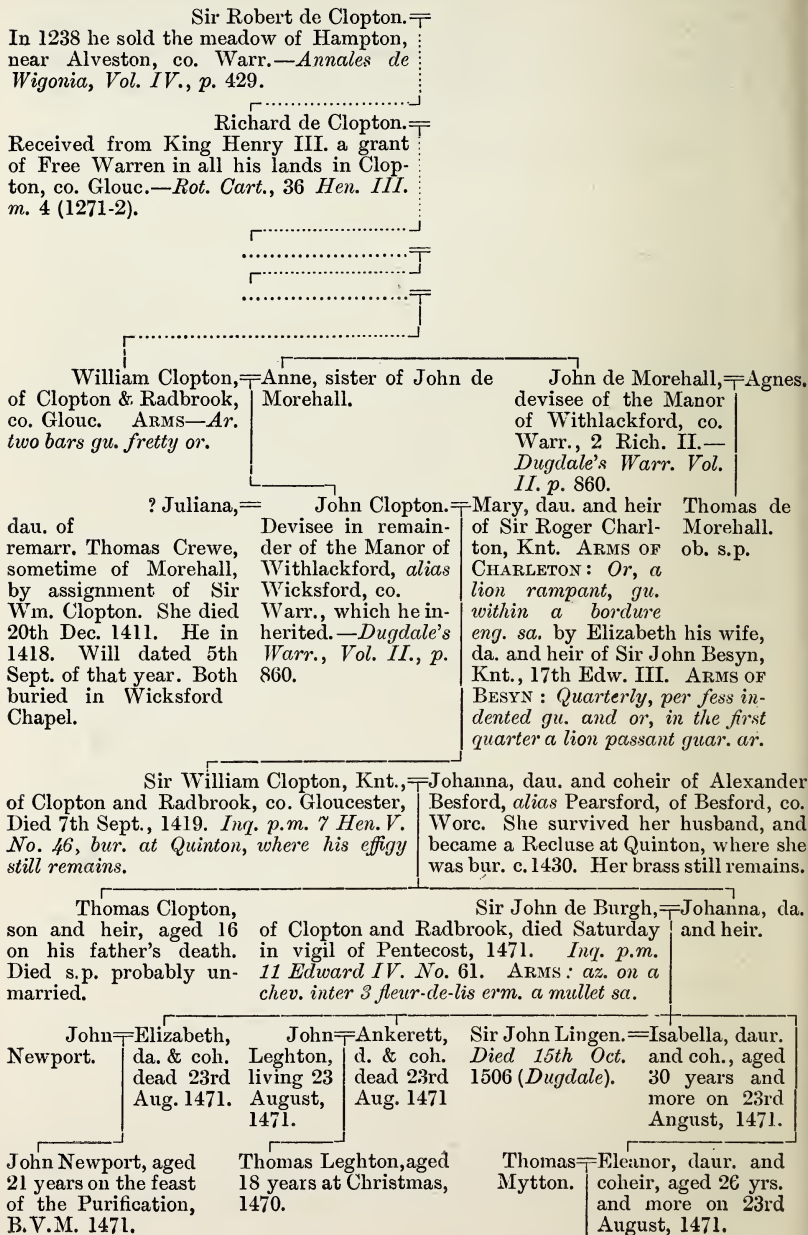 Sir Robert de Clopton.
In 1238 he sold the meadow of Hampton,
near Alveston, co. Warr.—Annales de
Wigonia, Vol. IV., p. 429.
Richard de Clopton.
Received from King Henry III. a grant
of Free Warren in all his lands in Clop-
ton, co. Glouc.—Rot. Cart., 36 Hen. III.
m. 4 (1271-2).
William Clopton,
of Clopton & Radbrook,
co. Glouc. ARMS—Ar.
two bars gu. fretty or.
Anne, sister of John de
Morehall.
John de Morehall,
devisee of the Manor
of Withlackford, co.
Warr., 2 Rich. II.—
Dugdale's Warr. Vol.
II. p. 860.
Agnes.
? Juliana,
dau. of
remarr. Thomas Crewe,
sometime of Morehall,
by assignment of Sir
Wm. Clopton. She died
20th Dec. 1411. He in
1418. Will dated 5th
Sept. of that year. Both
buried in Wicksford
Chapel.
John Clopton.
Devisee in remain-
der of the Manor of
Withlackford, alias
Wicksford, co.
Warr., which he in-
herited.—Dugdale's
Warr., Vol. II., p.
860.
Mary, dau. and heir
of Sir Roger Charl-
ton, Knt. ARMS OF
CHARLETON: Or, a
lion rampant, gu.
within a bordure
eng. sa. by Elizabeth his wife,
da. and heir of Sir John Besyn,
Knt., 17th Edw. III. ARMS OF
BESYN : Quarterly, per fess in-
dented gu. and or, in the first
quarter a lion passant guar. ar.
Thomas de
Morehall.
ob. s.p.
Sir William Clopton, Knt.,
of Clopton and Radbrook, co. Gloucester,
Died 7th Sept., 1419. Inq. p.m. 7 Hen. V.
No. 46, bur. at Quinton, where his effigy
still remains.
Johanna, dau. and coheir of Alexander
Besford, alias Pearsford, of Besford, co.
Worc. She survived her husband, and
became a Recluse at Quinton, where she
was bur. c. 1430. Her brass still remains.
Thomas Clopton,
son and heir, aged 16
on his father's death.
Died s.p. probably un-
married.
Sir John de Burgh,
of Clopton and Radbrook, died Saturday
in vigil of Pentecost, 1471. Inq. p.m.
11 Edward IV. No. 61. ARMS: az. on a
chev. inter 3 fleur-de-lis erm. a mullet sa.
Johanna, da.
and heir.
John
Newport.
Elizabeth,
da. & coh.
dead 23rd
Aug. 1471.
John
Leghton,
living 23
August,
1471.
Ankerett,
d. & coh.
dead 23rd
Aug. 1471
Sir John Lingen.
Died 15th Oct.
1506 (Dugdale).
Isabella, daur.
and coh., aged
30 years and
more on 23rd
Angust, 1471.
John Newport, aged
21 years on the feast
of the Purification,
B.V.M. 1471.
Thomas Leghton, aged
18 years at Christmas,
1470.
Thomas
Mytton.
Eleanor, daur. and
coheir, aged 26 yrs.
and more on 23rd
August, 1471.